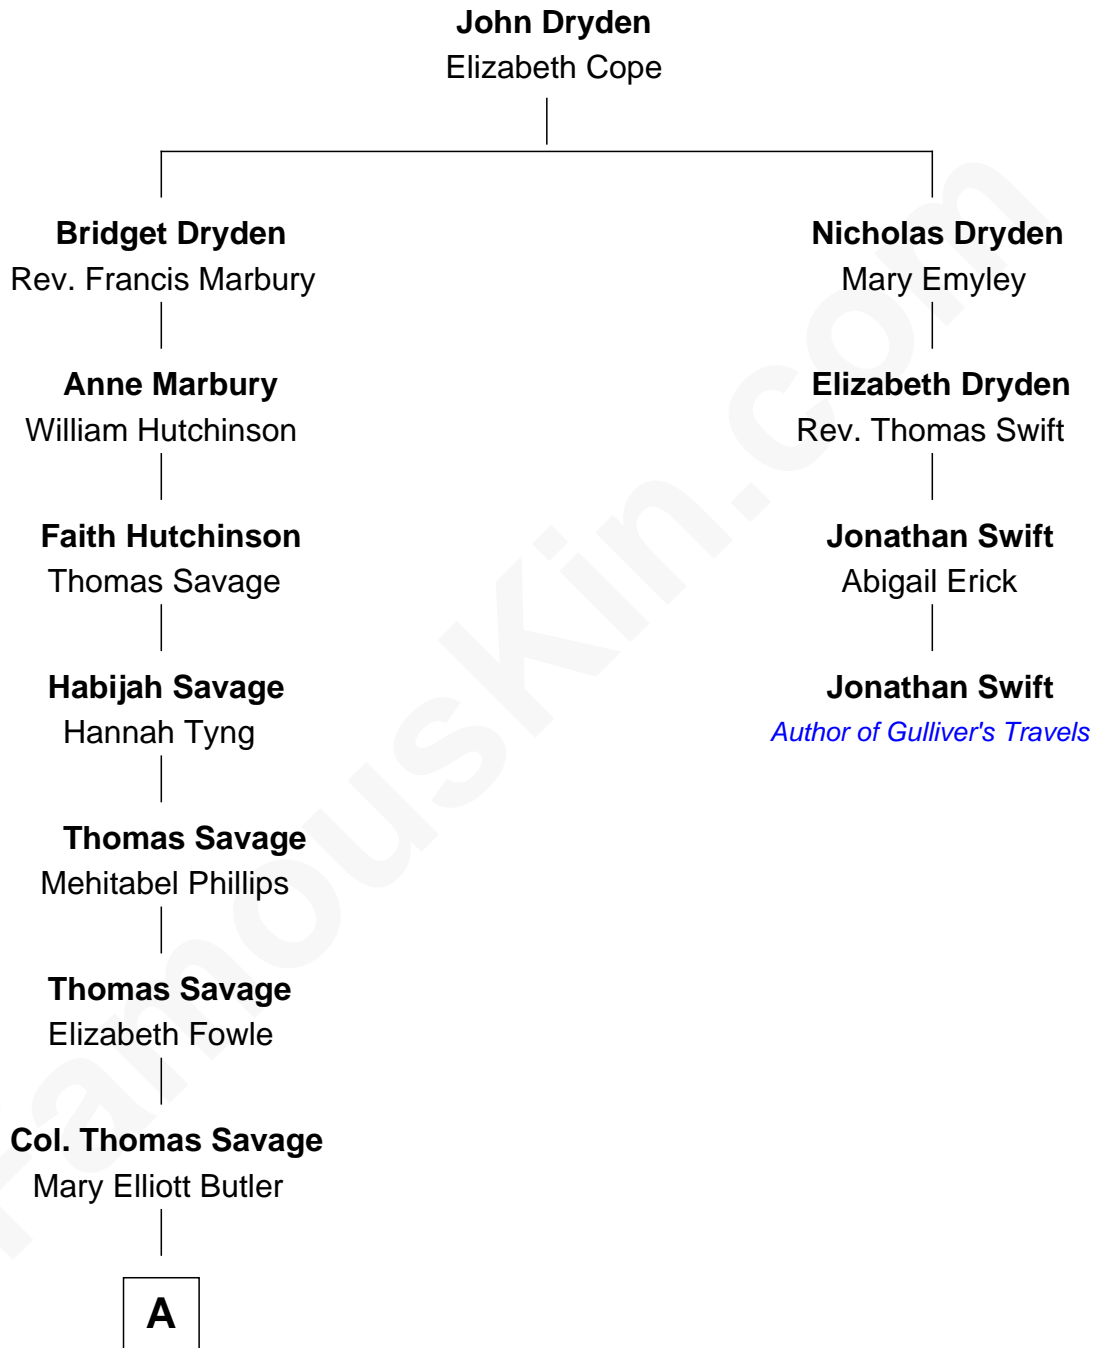 John Dryden
Elizabeth Cope
Bridget Dryden
Rev. Francis Marbury
Nicholas Dryden
Mary Emyley
Anne Marbury
William Hutchinson
Elizabeth Dryden
Rev. Thomas Swift
Faith Hutchinson
Thomas Savage
Jonathan Swift
Abigail Erick
Habijah Savage
Hannah Tyng
Jonathan Swift
Author of Gulliver's Travels
Thomas Savage
Mehitabel Phillips
Thomas Savage
Elizabeth Fowle
Col. Thomas Savage
Mary Elliott Butler
A
FamousKin.com